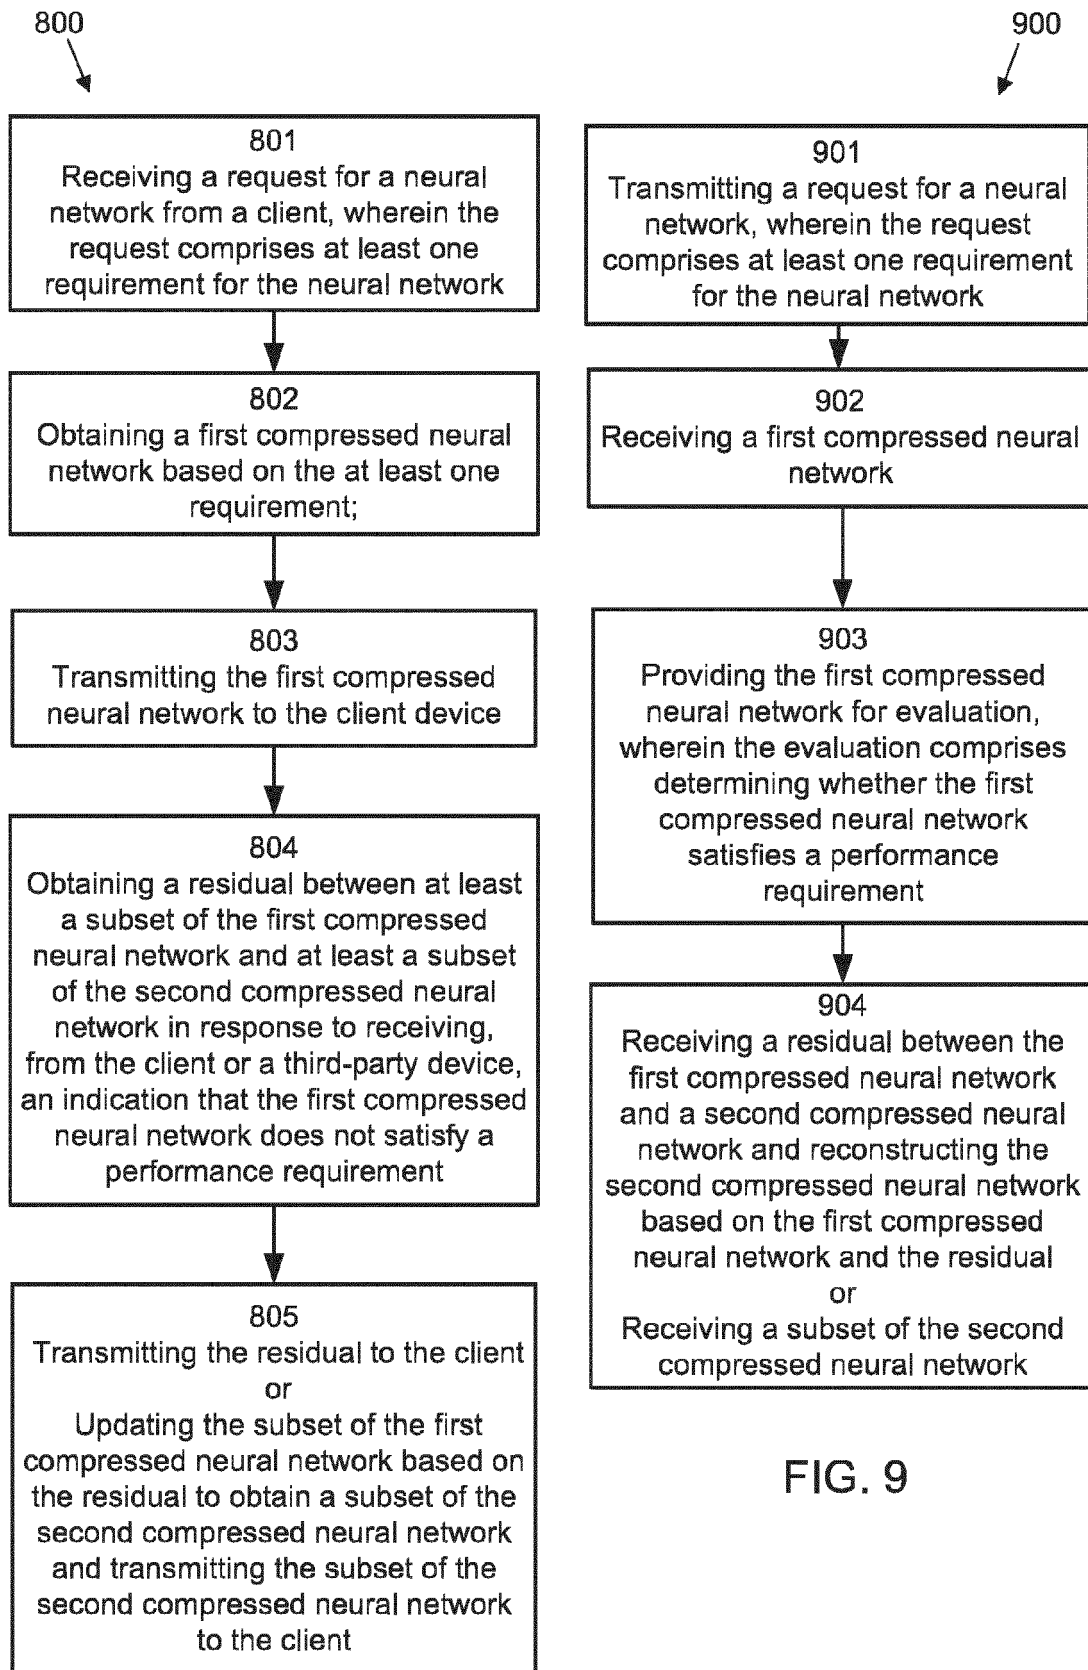 800
801
Receiving a request for a neural
network from a client, wherein the
request comprises at least one
requirement for the neural network
802
Obtaining a first compressed neural
network based on the at least one
requirement;
803
Transmitting the first compressed
neural network to the client device
804
Obtaining a residual between at least
a subset of the first compressed
neural network and at least a subset
of the second compressed neural
network in response to receiving,
from the client or a third-party device,
an indication that the first compressed
neural network does not satisfy a
performance requirement
805
Transmitting the residual to the client
or
Updating the subset of the first
compressed neural network based on
the residual to obtain a subset of the
second compressed neural network
and transmitting the subset of the
second compressed neural network
to the client
900
901
Transmitting a request for a neural
network, wherein the request
comprises at least one requirement
for the neural network
902
Receiving a first compressed neural
network
903
Providing the first compressed
neural network for evaluation,
wherein the evaluation comprises
determining whether the first
compressed neural network
satisfies a performance
requirement
904
Receiving a residual between the
first compressed neural network
and a second compressed neural
network and reconstructing the
second compressed neural network
based on the first compressed
neural network and the residual
or
Receiving a subset of the second
compressed neural network
FIG. 9